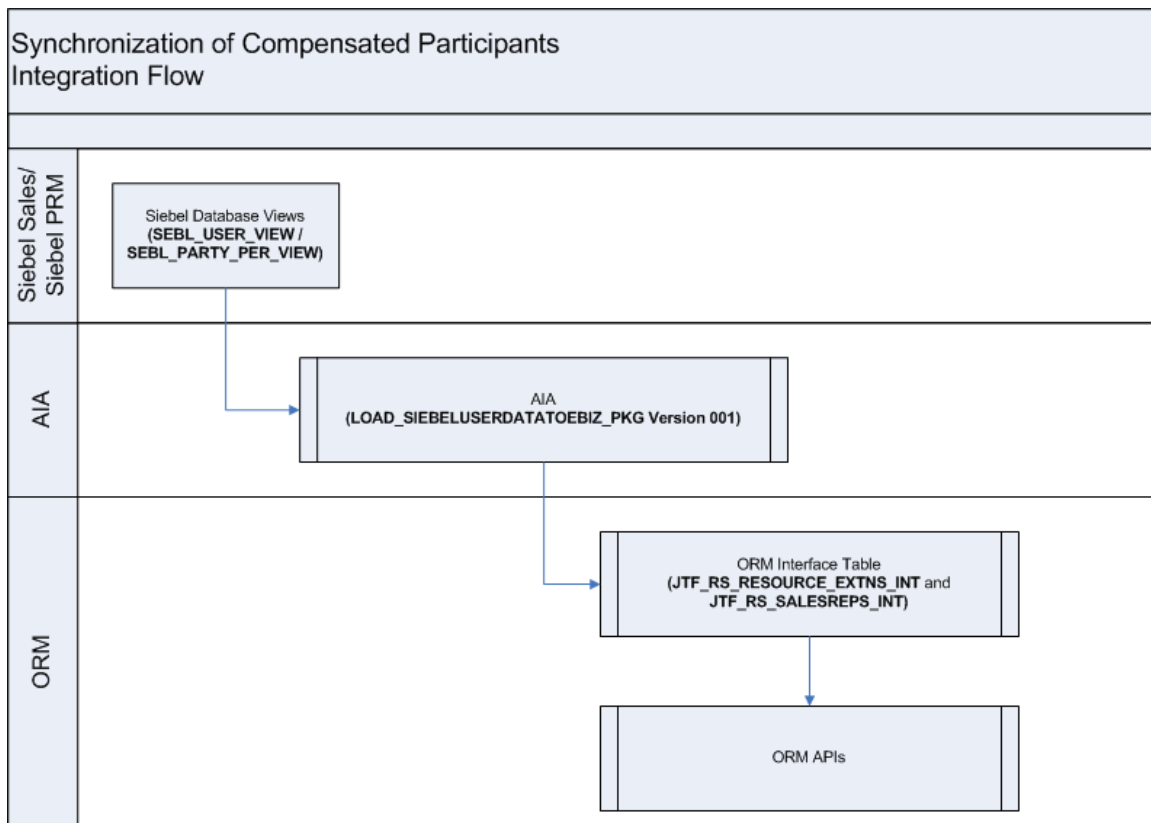 Synchronization of Compensated Participants
Integration Flow
Siebel Sales/
Siebel PRM
Siebel Database Views
(SEBL_USER_VIEW /
SEBL_PARTY_PER_VIEW)
AIA
AIA
(LOAD_SIEBELUSERDATATOEBIZ_PKG Version 001)
ORM
ORM Interface Table
(JTF_RS_RESOURCE_EXTNS_INT and
JTF_RS_SALESREPS_INT)
ORM APIs